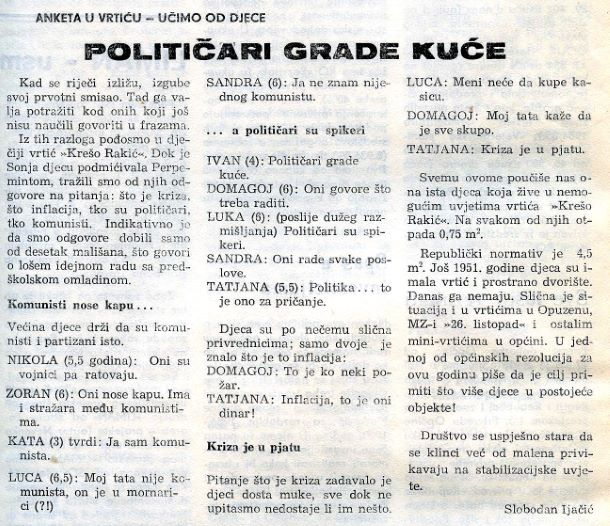 ANKETA U VRTIĆU – UČIMO OD DJECE
POLITIČARI GRADE KUĆE
Kad se riječi izližu, izgube
svoj prvotni smisao. Tad ga va-
lja potražiti kod onih koji još
nisu naučili govoriti u frazama.
Iz tih razloga pođosmo u dje-
čiji vrtić »Krešo Rakić«. Dok je
Sonja djecu podmićivala Perpe-
mintom, tražili smo od njih od-
govore na pitanja: što je kriza,
što inflacija, tko su političari,
tko komunisti. Indikativno je
da smo odgovore dobili samo
od desetak mališana, što govori
o lošem idejnom radu sa pred-
školskom omladinom.
Komunisti nose kapu . . .
Većina djece drži da su komu-
nisti i partizani isto.
NIKOLA (5,5 godina): Oni su
vojnici pa ratovaju.
ZORAN (6): Oni nose kapu. Ima
i stražara među komunisti-
ma.
KATA (3) tvrdi: Ja sam komu-
nista.
LUCA (6,5): Moj tata nije ko-
munista, on je u mornari-
ci (?!)
SANDRA (6): Ja ne znam nije-
dnog komunistu.
. . . a političari su spikeri
IVAN (4): Političari grade
kuće.
DOMAGOJ (6): Oni govore što
treba raditi.
LUKA (6): (poslije dužeg raz-
mišljanja) Političari su spi-
keri.
SANDRA: Oni rade svake pos-
love.
TATJANA (5,5): Politika . . . to
je ono za pričanje.
Djeca su po nečemu slična
privrednicima; samo dvoje je
znalo što je to inflacija:
DOMAGOJ: To je ko neki po-
žar.
TATJANA: Inflacija, to je oni
dinar!
Kriza je u pjatu
Pitanje što je kriza zadavalo je
djeci dosta muke, sve dok ne
upitasmo nedostaje li im nešto.
LUCA: Meni neće da kupe ka-
sicu.
DOMAGOJ: Moj tata kaže da
je sve skupo.
TATJANA: Kriza je u pjatu.
Svemu ovome poučiše nas o-
na ista djeca koja žive u nemo-
gućim uvjetima vrtića »Krešo
Rakić«. Na svakom od njih ot-
pada 0,75 m².
Republički normativ je 4,5
m². Još 1951. godine djeca su i-
mala vrtić i prostrano dvorište.
Danas ga nemaju. Slična je si-
tuacija i u vrtićima u Opuzenu,
MZ-i »26. listopad« i ostalim
mini-vrtićima u općini. U jed-
noj od općinskih rezolucija za
ovu godinu piše da je cilj pri-
miti što više djece u postojeće
objekte!
Društvo se uspješno stara da
se klinci već od malena privi-
kavaju na stabilizacijske uvje-
te.
Slobodan Ijačić